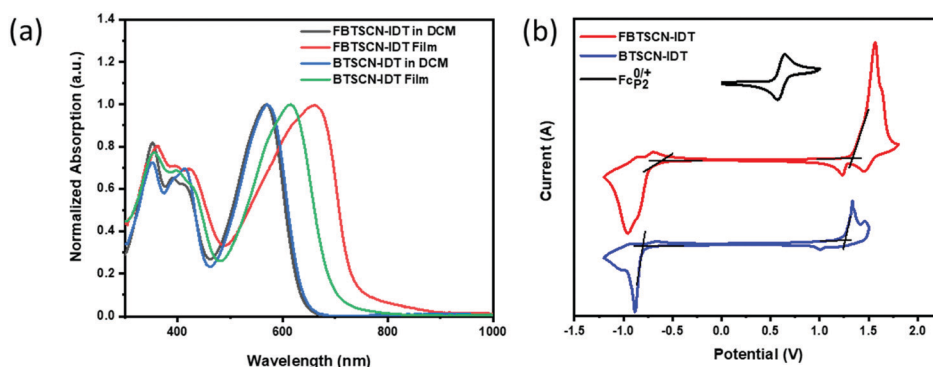 (a)
FBTSCN-IDT in DCM
FBTSCN-IDT Film
BTSCN-IDT in DCM
BTSCN-IDT Film
Normalized Absorption (a.u.)
1.4
1.2
1.0
0.8
0.6
0.4
0.2
0.0
400
600
800
1000
Wavelength (nm)
(b)
FBTSCN-IDT
BTSCN-IDT
Fc0/+P2
Current (A)
-1.5
-1.0
-0.5
0.0
0.5
1.0
1.5
2.0
Potential (V)